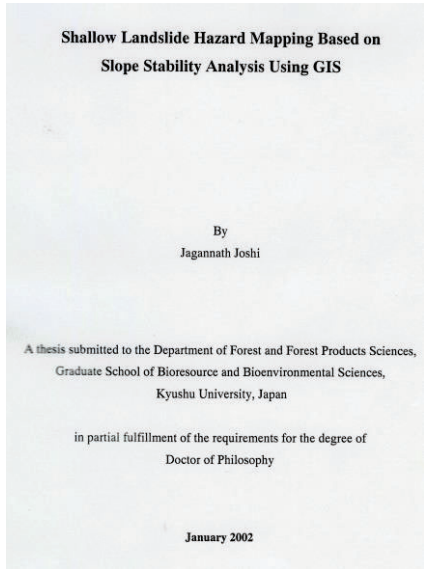 Shallow Landslide Hazard Mapping Based on
Slope Stability Analysis Using GIS
By
Jagannath Joshi
A thesis submitted to the Department of Forest and Forest Products Sciences,
Graduate School of Bioresource and Bioenvironmental Sciences,
Kyushu University, Japan
in partial fulfillment of the requirements for the degree of
Doctor of Philosophy
January 2002